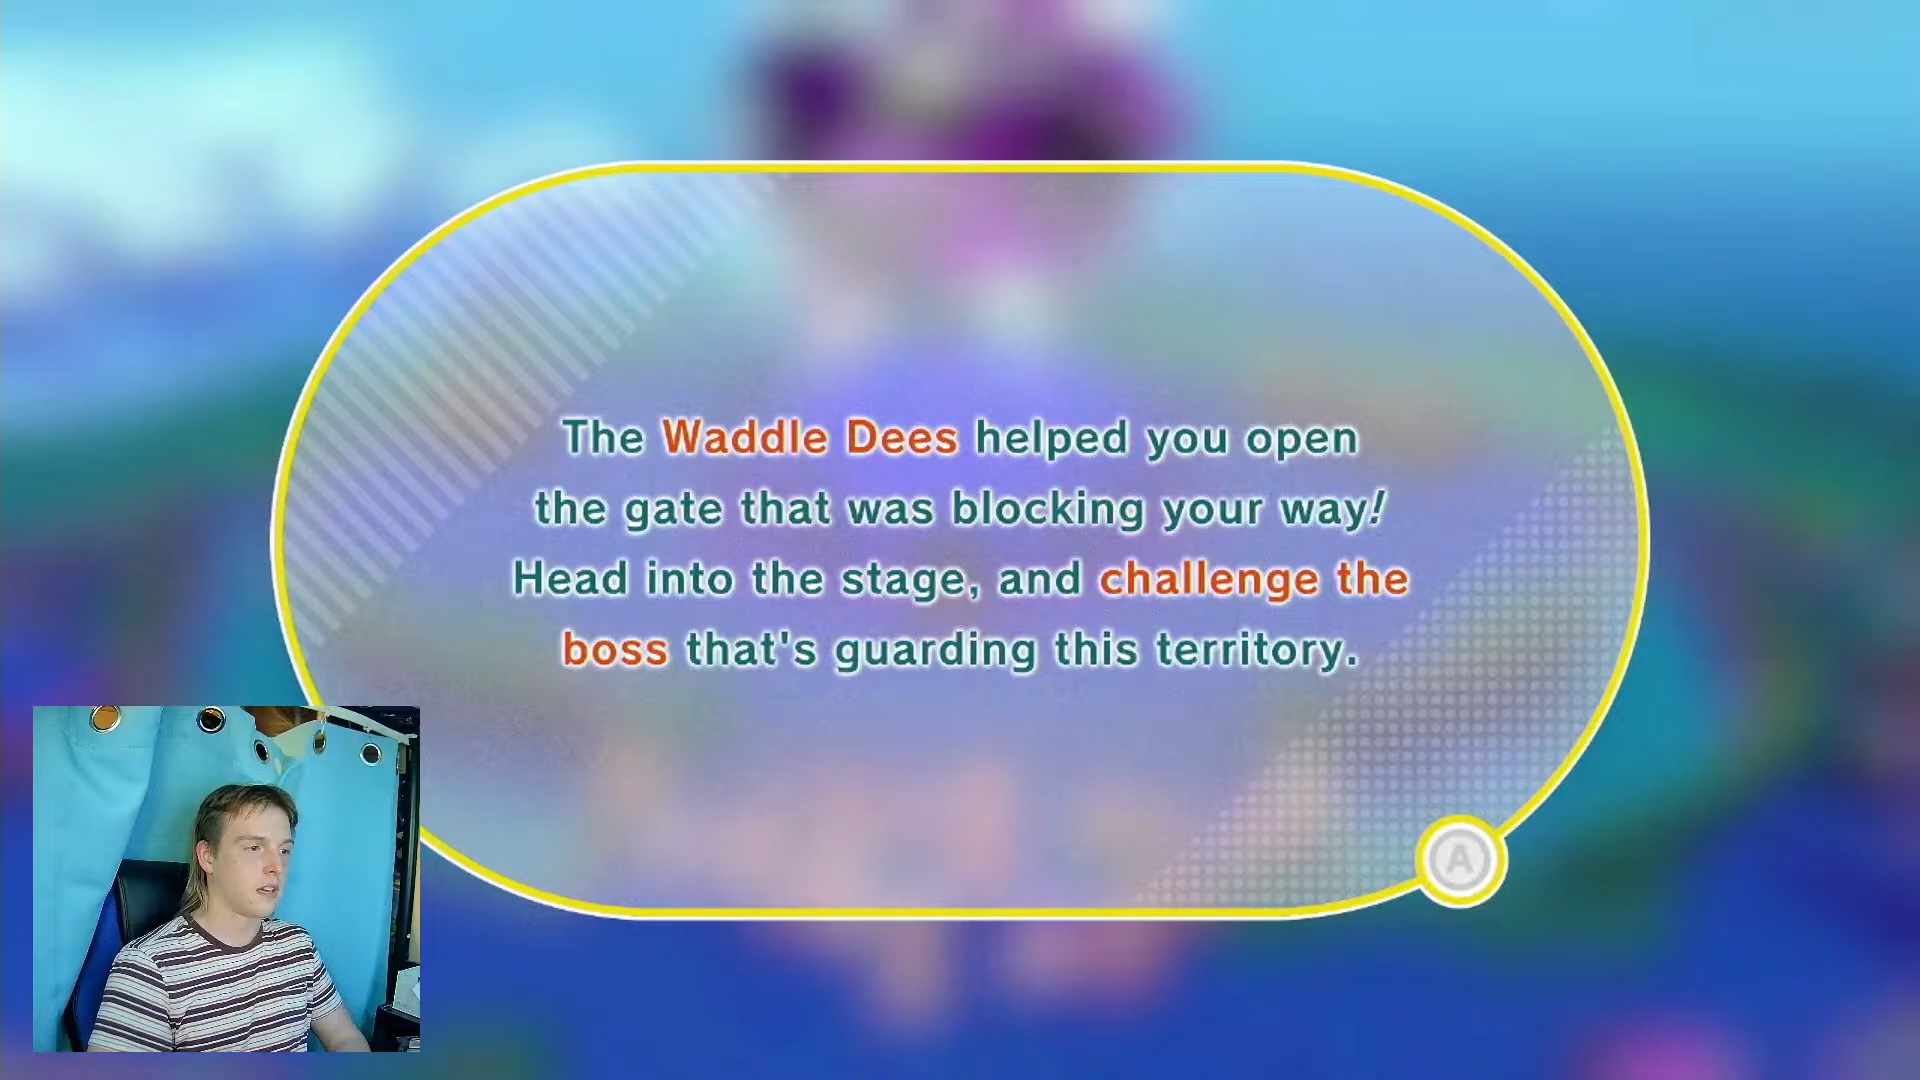 The Waddle Dees helped you open
the gate that was blocking your way!
Head into the stage, and challenge the
boss that's guarding this territory.
A